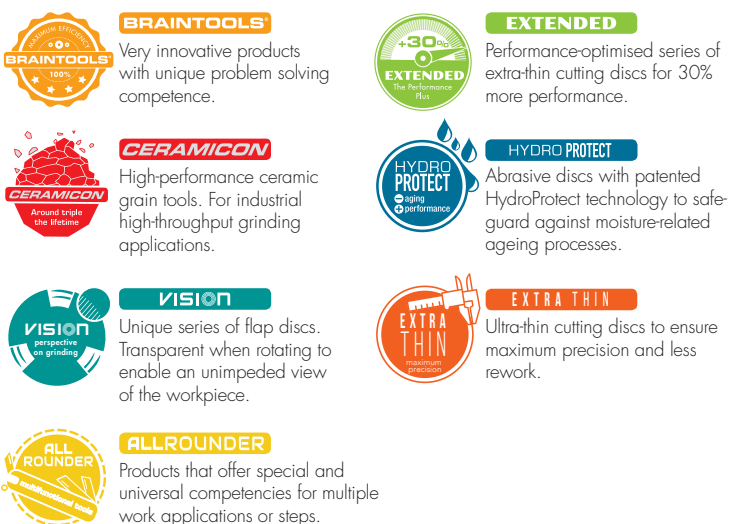 MAXIMUM EFFICIENCY
BRAINTOOLS®
100%
BRAINTOOLS®
Very innovative products
with unique problem solving
competence.
+30%
EXTENDED
The Performance
Plus
EXTENDED
Performance-optimised series of
extra-thin cutting discs for 30%
more performance.
CERAMICON
Around triple
the lifetime
CERAMICON
High-performance ceramic
grain tools. For industrial
high-throughput grinding
applications.
HYDRO
PROTECT
aging
performance
HYDRO PROTECT
Abrasive discs with patented
HydroProtect technology to safe-
guard against moisture-related
ageing processes.
VISION
perspective
on grinding
VISION
Unique series of flap discs.
Transparent when rotating to
enable an unimpeded view
of the workpiece.
EXTRA
THIN
maximum
precision
EXTRA THIN
Ultra-thin cutting discs to ensure
maximum precision and less
rework.
ALL
ROUNDER
multifunctional tools
ALLROUNDER
Products that offer special and
universal competencies for multiple
work applications or steps.